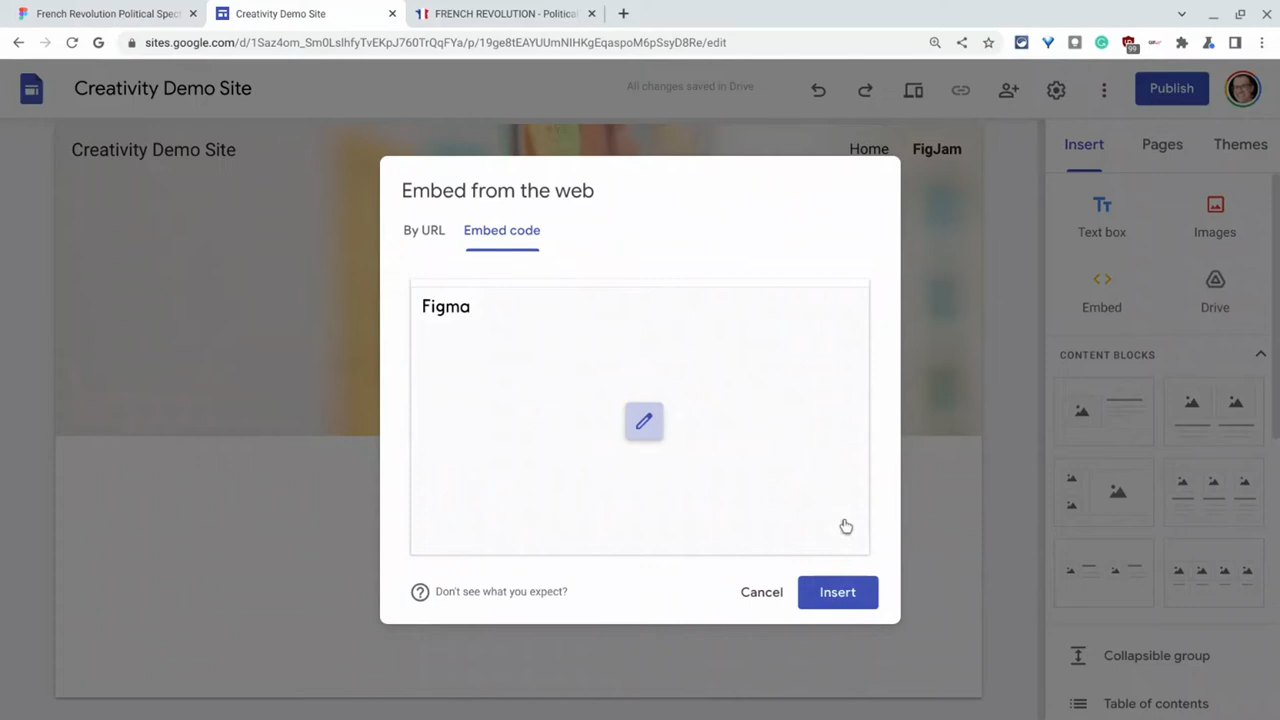 French Revolution Political Spect
Creativity Demo Site
FRENCH REVOLUTION - Political
sites.google.com/d/1Saz4om_Sm0LslhfyTvEKpJ760TrQqFYa/p/19ge8tEAYUUmNIHKgEqaspoM6pSsyD8Re/edit
99
Creativity Demo Site
All changes saved in Drive
Publish
Creativity Demo Site
Home
FigJam
Insert
Pages
Themes
Embed from the web
By URL
Embed code
Figma
Don't see what you expect?
Cancel
Insert
Tt
Text box
Images
Embed
Drive
CONTENT BLOCKS
Collapsible group
Table of contents